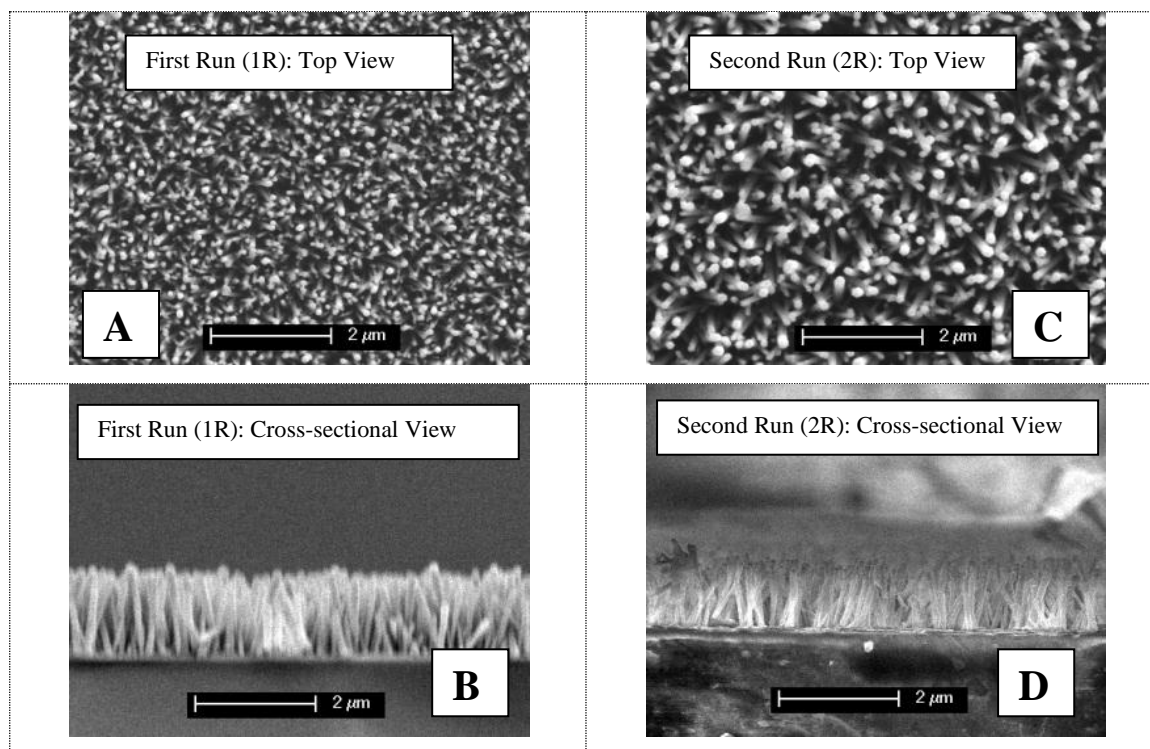 First Run (1R): Top View
Second Run (2R): Top View
A
2 μm
2 μm
C
First Run (1R): Cross-sectional View
Second Run (2R): Cross-sectional View
B
2 μm
2 μm
D